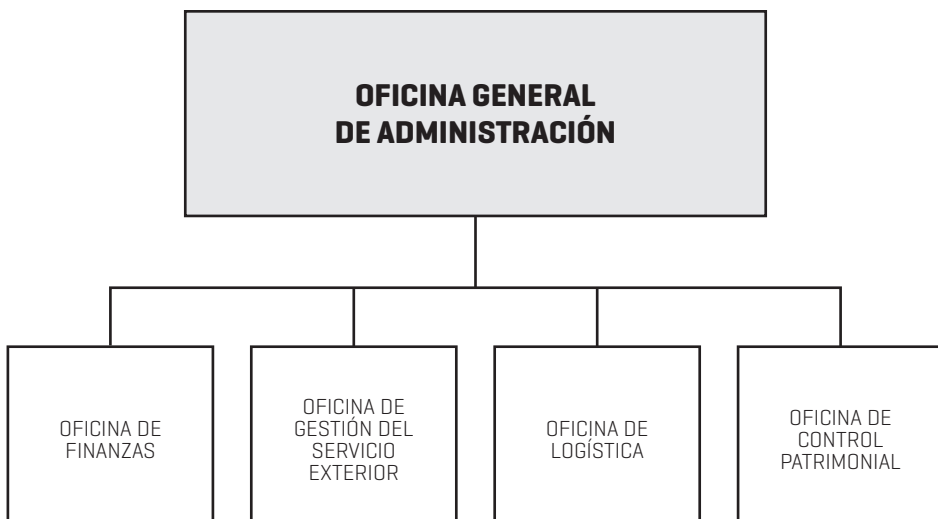 OFICINA GENERAL
DE ADMINISTRACIÓN
OFICINA DE
FINANZAS
OFICINA DE
GESTIÓN DEL
SERVICIO
EXTERIOR
OFICINA DE
LOGÍSTICA
OFICINA DE
CONTROL
PATRIMONIAL